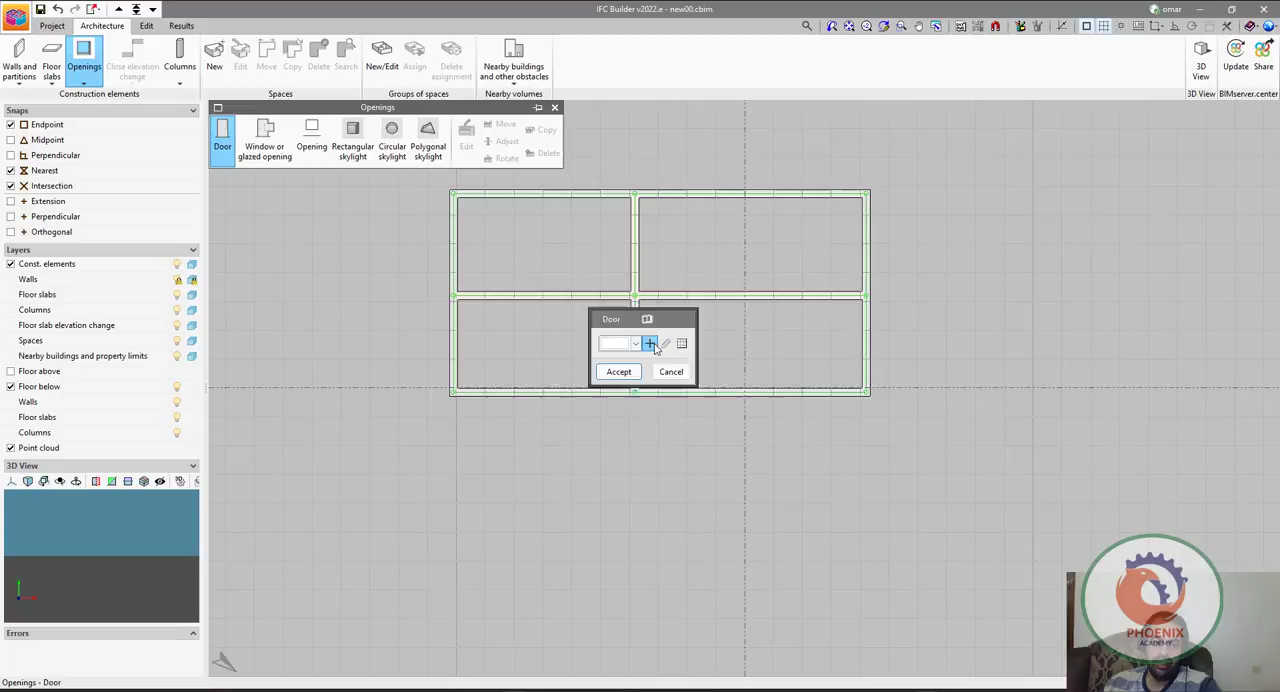 IFC Builder v2022.e - new00.cbim
omar
Project
Architecture
Edit
Results
Walls and partitions
Floor slabs
Openings
Close elevation change
Columns
Construction elements
New
Edit
Move
Copy
Delete
Search
Spaces
New/Edit
Assign
Delete assignment
Groups of spaces
Nearby buildings and other obstacles
Nearby volumes
3D View
3D View
Update
Share
BIMserver.center
Snaps
Endpoint
Midpoint
Perpendicular
Nearest
Intersection
Extension
Perpendicular
Orthogonal
Layers
Const. elements
Walls
Floor slabs
Columns
Floor slab elevation change
Spaces
Nearby buildings and property limits
Floor above
Floor below
Walls
Floor slabs
Columns
Point cloud
3D View
Errors
Openings
Door
Window or glazed opening
Opening
Rectangular skylight
Circular skylight
Polygonal skylight
Edit
Move
Adjust
Rotate
Copy
Delete
Door
Accept
Cancel
PHOENIX
ACADEMY
Openings - Door